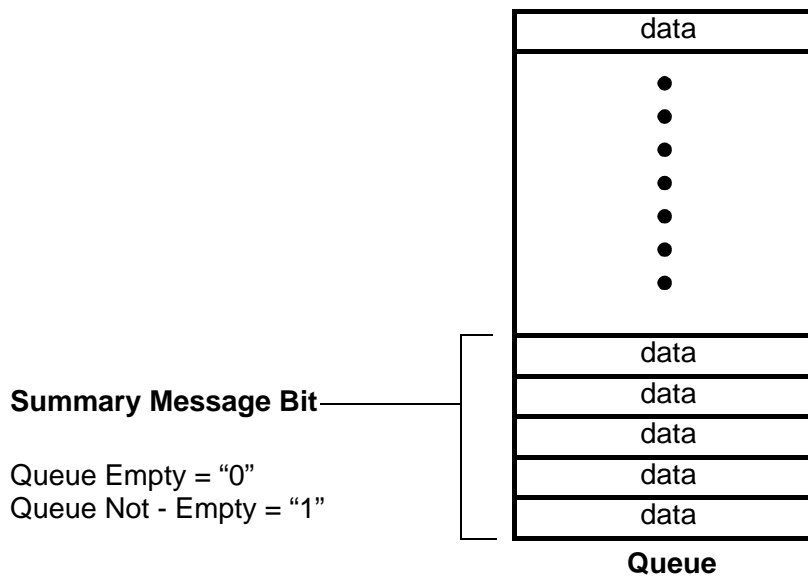 data
data
data
Summary Message Bit
data
data
Queue Empty = “0”
data
Queue Not - Empty = “1”
Queue